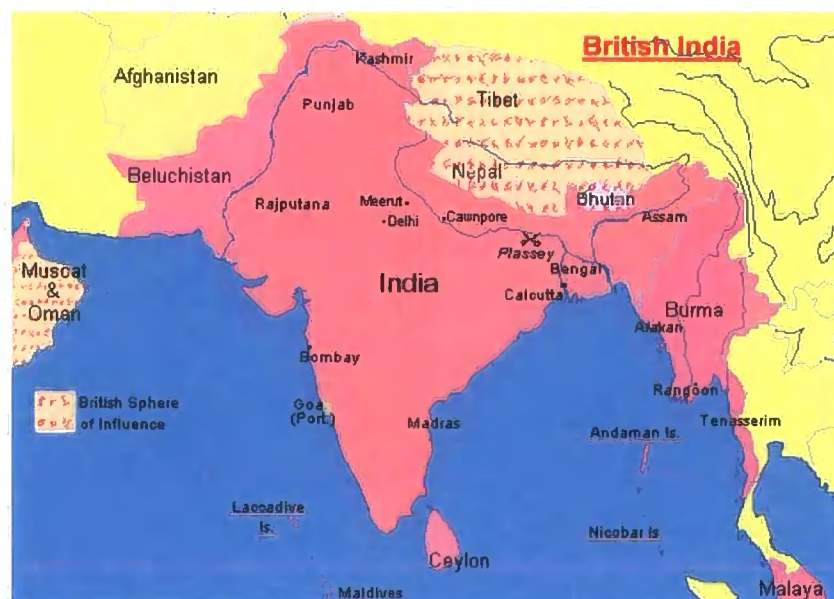 British India
Kashmir
Afghanistan
Tibet
Punjab
Beluchistan
Nepal
Bhutan
Rajputana
Meerut
Delhi
Cawnpore
Assam
Plassey
Muscat
&
Oman
India
Bengal
Calcutta
Burma
Arakan
Bombay
Rangoon
British Sphere
of Influence
Goa
(Port.)
Madras
Tenasserim
Andaman Is.
Laccadive
Is.
Nicobar Is.
Ceylon
Maldives
Malaya